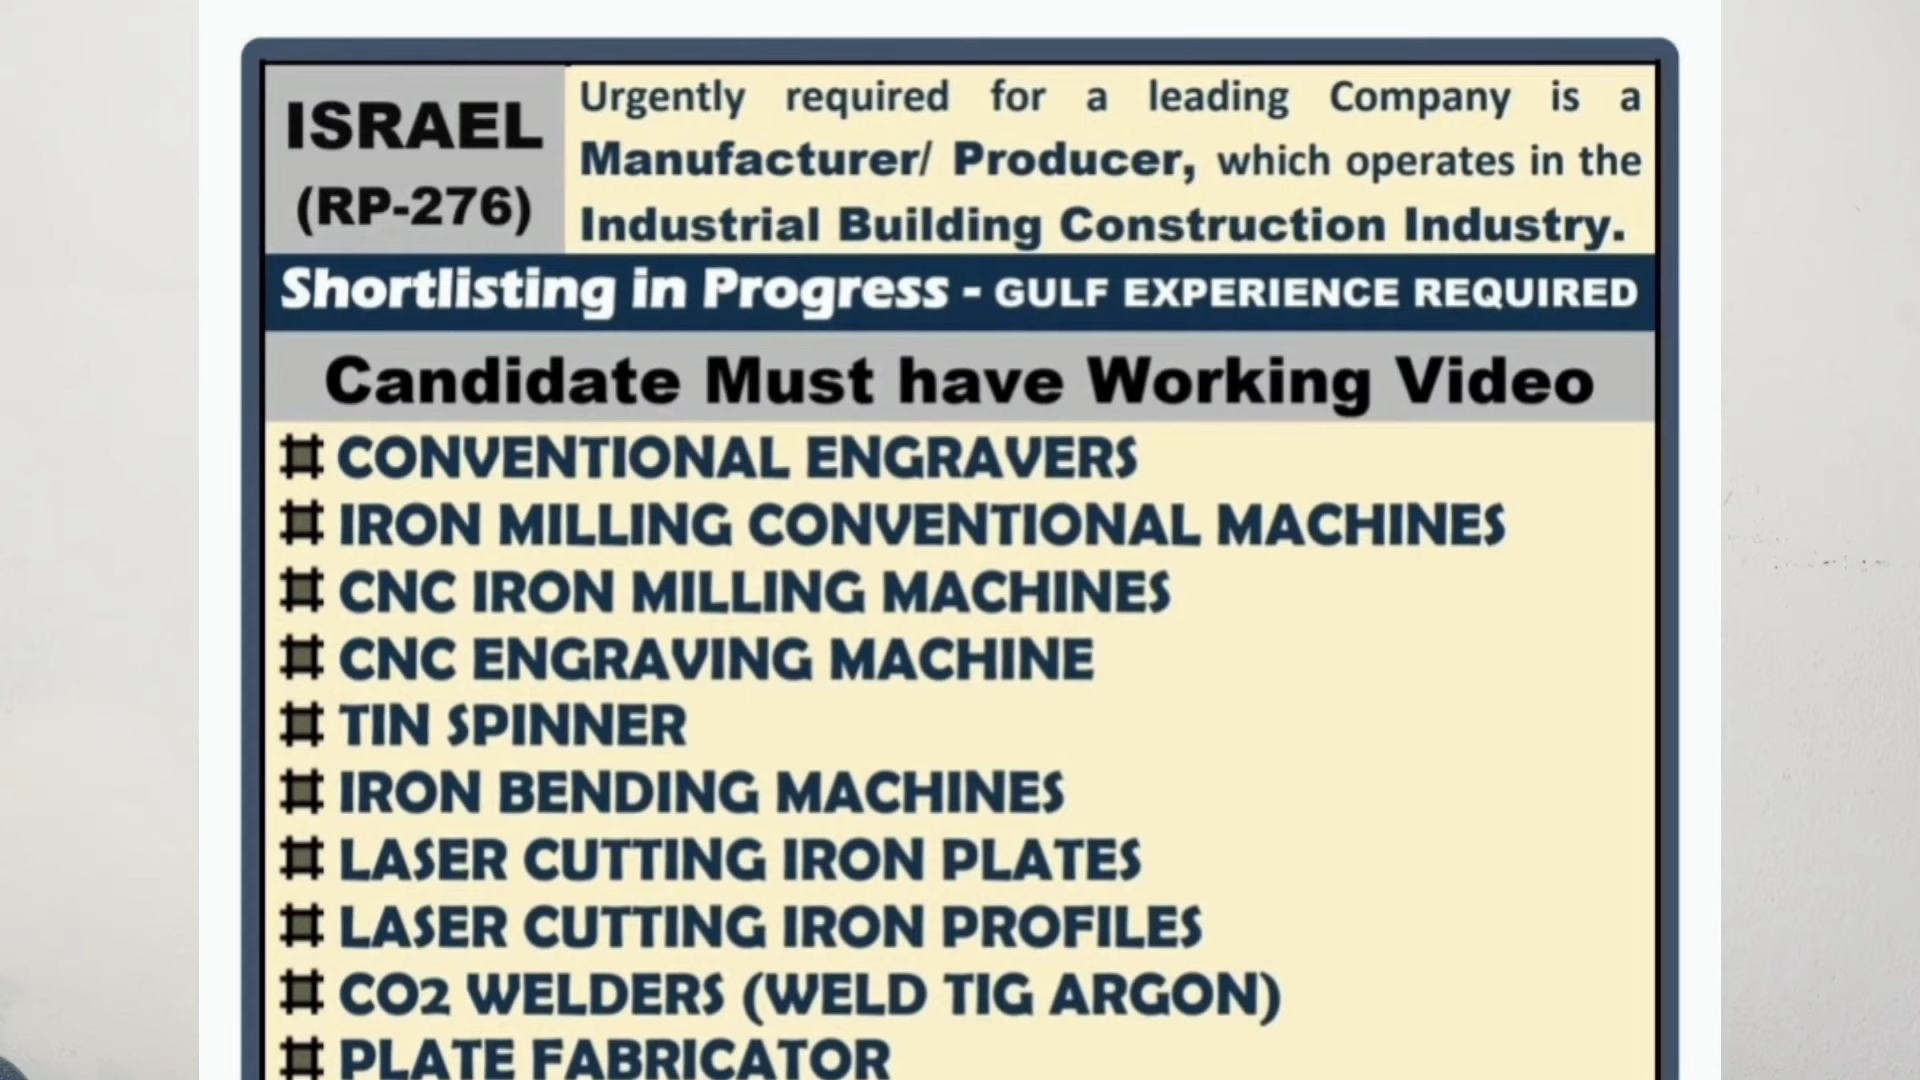 ISRAEL
(RP-276)
Urgently required for a leading Company is a
Manufacturer/ Producer, which operates in the
Industrial Building Construction Industry.
Shortlisting in Progress - GULF EXPERIENCE REQUIRED
Candidate Must have Working Video
CONVENTIONAL ENGRAVERS
IRON MILLING CONVENTIONAL MACHINES
CNC IRON MILLING MACHINES
CNC ENGRAVING MACHINE
TIN SPINNER
IRON BENDING MACHINES
LASER CUTTING IRON PLATES
LASER CUTTING IRON PROFILES
CO2 WELDERS (WELD TIG ARGON)
PLATE FABRICATOR